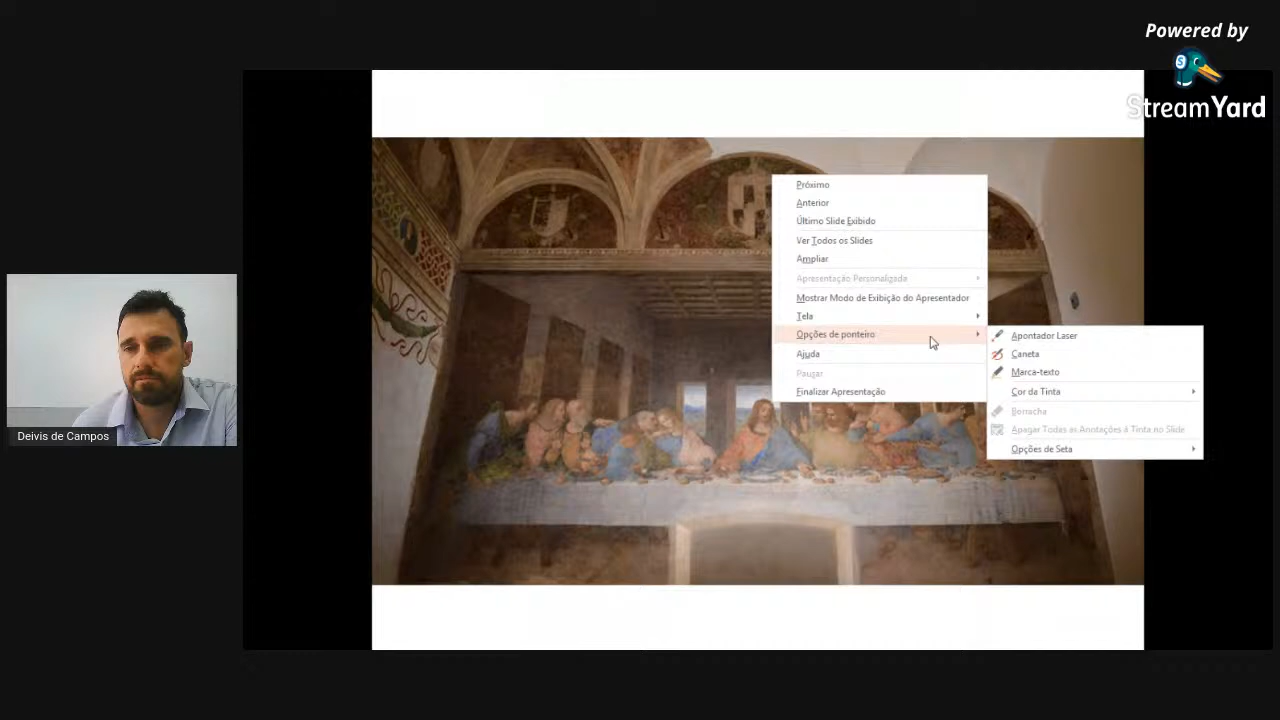 Powered by
StreamYard
Próximo
Anterior
Último Slide Exibido
Ver Todos os Slides
Ampliar
Apresentação Personalizada
Mostrar Modo de Exibição do Apresentador
Tela
Opções de ponteiro
Ajuda
Pausar
Finalizar Apresentação
Apontador Laser
Caneta
Marca-texto
Cor da Tinta
Borracha
Apagar Todas as Anotações à Tinta no Slide
Opções de Seta
Deivis de Campos